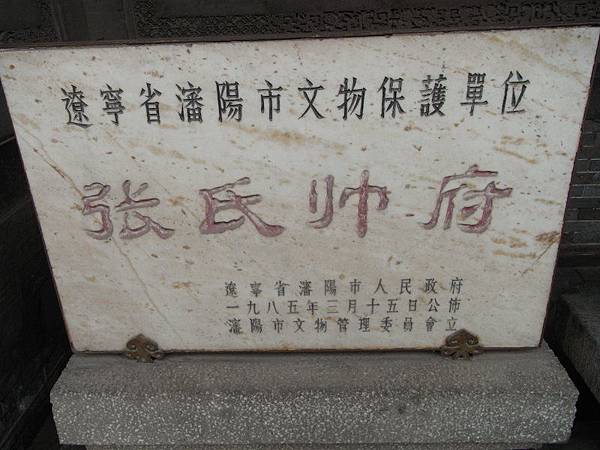 遼寧省瀋陽市文物保護單位
张氏帅府
遼寧省瀋陽市人民政府
一九八五年三月十五日公佈
瀋陽市文物管理委員會立